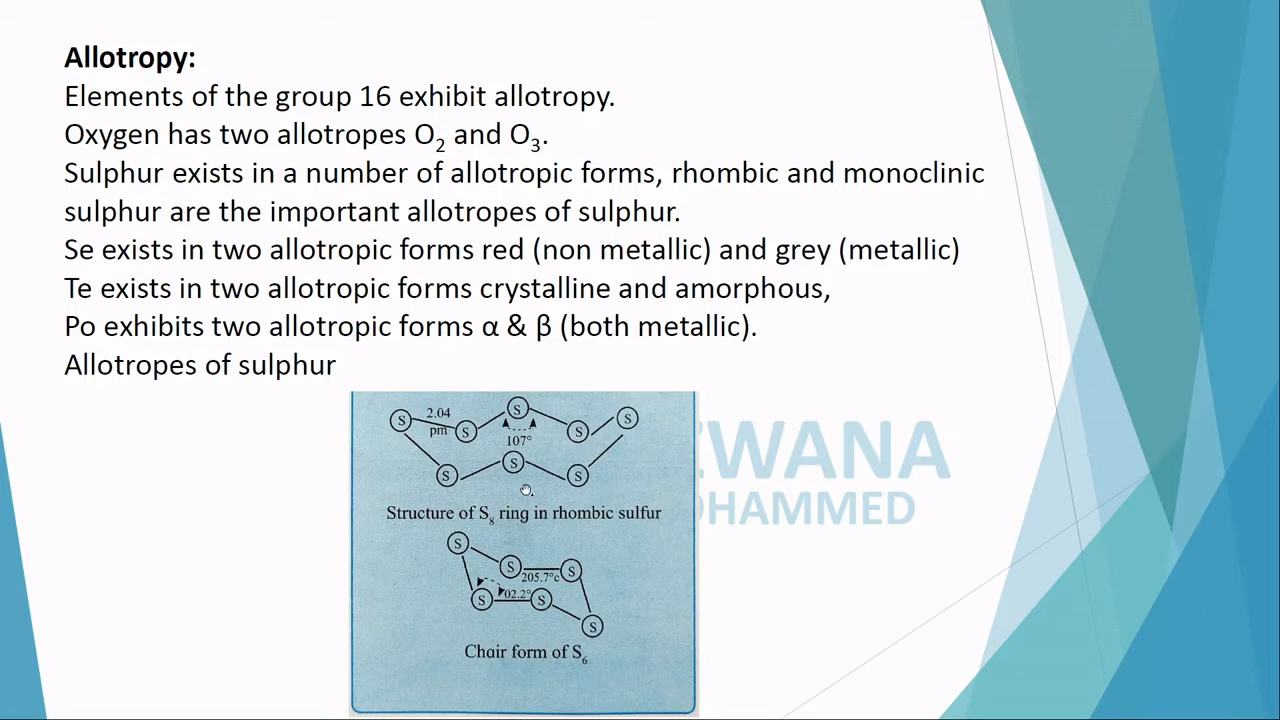 Allotropy:
Elements of the group 16 exhibit allotropy.
Oxygen has two allotropes O₂ and O₃.
Sulphur exists in a number of allotropic forms, rhombic and monoclinic
sulphur are the important allotropes of sulphur.
Se exists in two allotropic forms red (non metallic) and grey (metallic)
Te exists in two allotropic forms crystalline and amorphous,
Po exhibits two allotropic forms α & β (both metallic).
Allotropes of sulphur
S 2.04 pm S S S S
107°
S S S
ZWANA
OHAMMED
Structure of S₈ ring in rhombic sulfur
S S S
205.7°c
S 02.2° S
S
Chair form of S₆